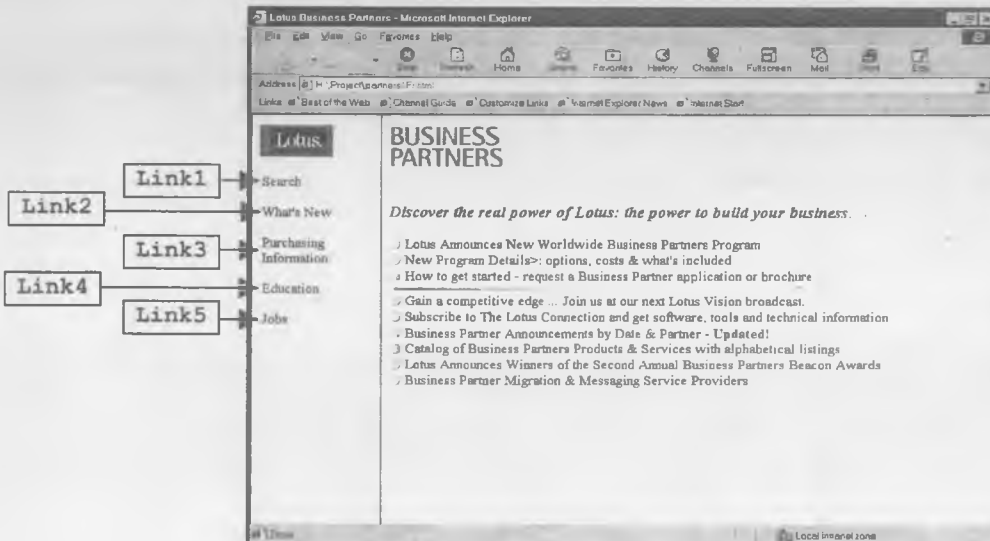 Lotus Business Partners - Microsoft Internet Explorer
File Edit View Go Favorites Help
Home Favorites History Channels Fullscreen Mail
Address H:\Project\partners\
Links Best of the Web Channel Guide Customize Links Internet Explorer News Internet Start
Lotus.
Link1
Search
Link2
What's New
Link3
Purchasing
Information
Link4
Education
Link5
Jobs
BUSINESS
PARTNERS
Discover the real power of Lotus: the power to build your business.
Lotus Announces New Worldwide Business Partners Program
New Program Details>: options, costs & what's included
How to get started - request a Business Partner application or brochure
Gain a competitive edge ... Join us at our next Lotus Vision broadcast.
Subscribe to The Lotus Connection and get software, tools and technical information
Business Partner Announcements by Date & Partner - Updated!
Catalog of Business Partners Products & Services with alphabetical listings
Lotus Announces Winners of the Second Annual Business Partners Beacon Awards
Business Partner Migration & Messaging Service Providers
Local intranet zone